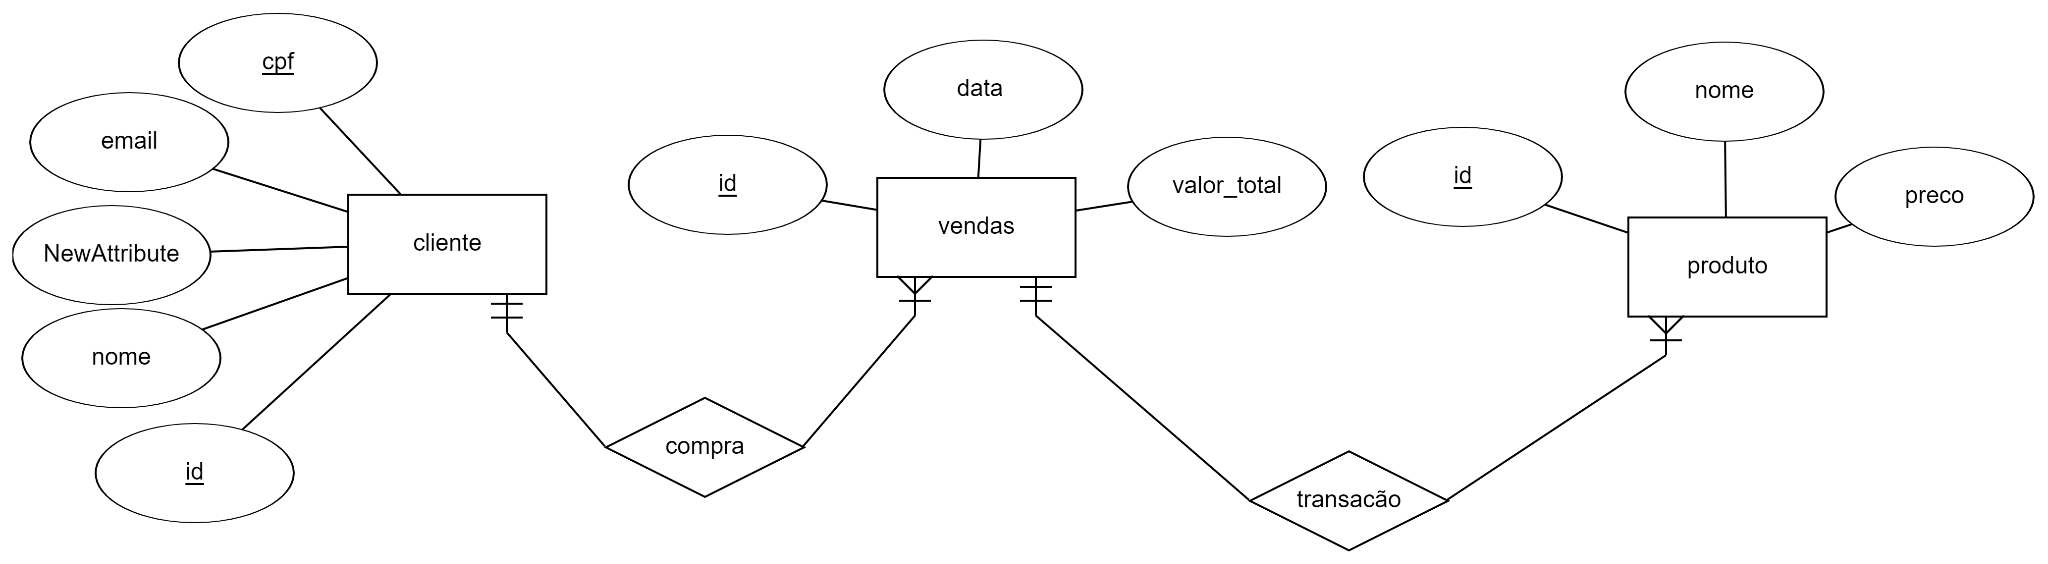 cpf
email
NewAttribute
nome
id
cliente
compra
id
data
valor_total
vendas
transacão
id
nome
preco
produto